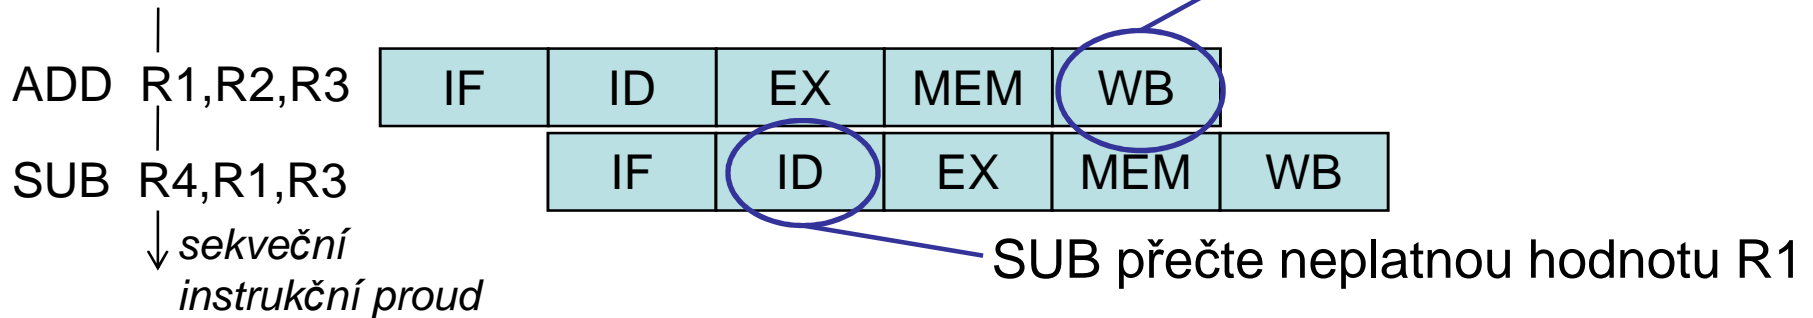 ADD R1,R2,R3 IF ID EX MEM WB
SUB R4,R1,R3 IF ID EX MEM WB
sekveční
instrukční proud
SUB přečte neplatnou hodnotu R1